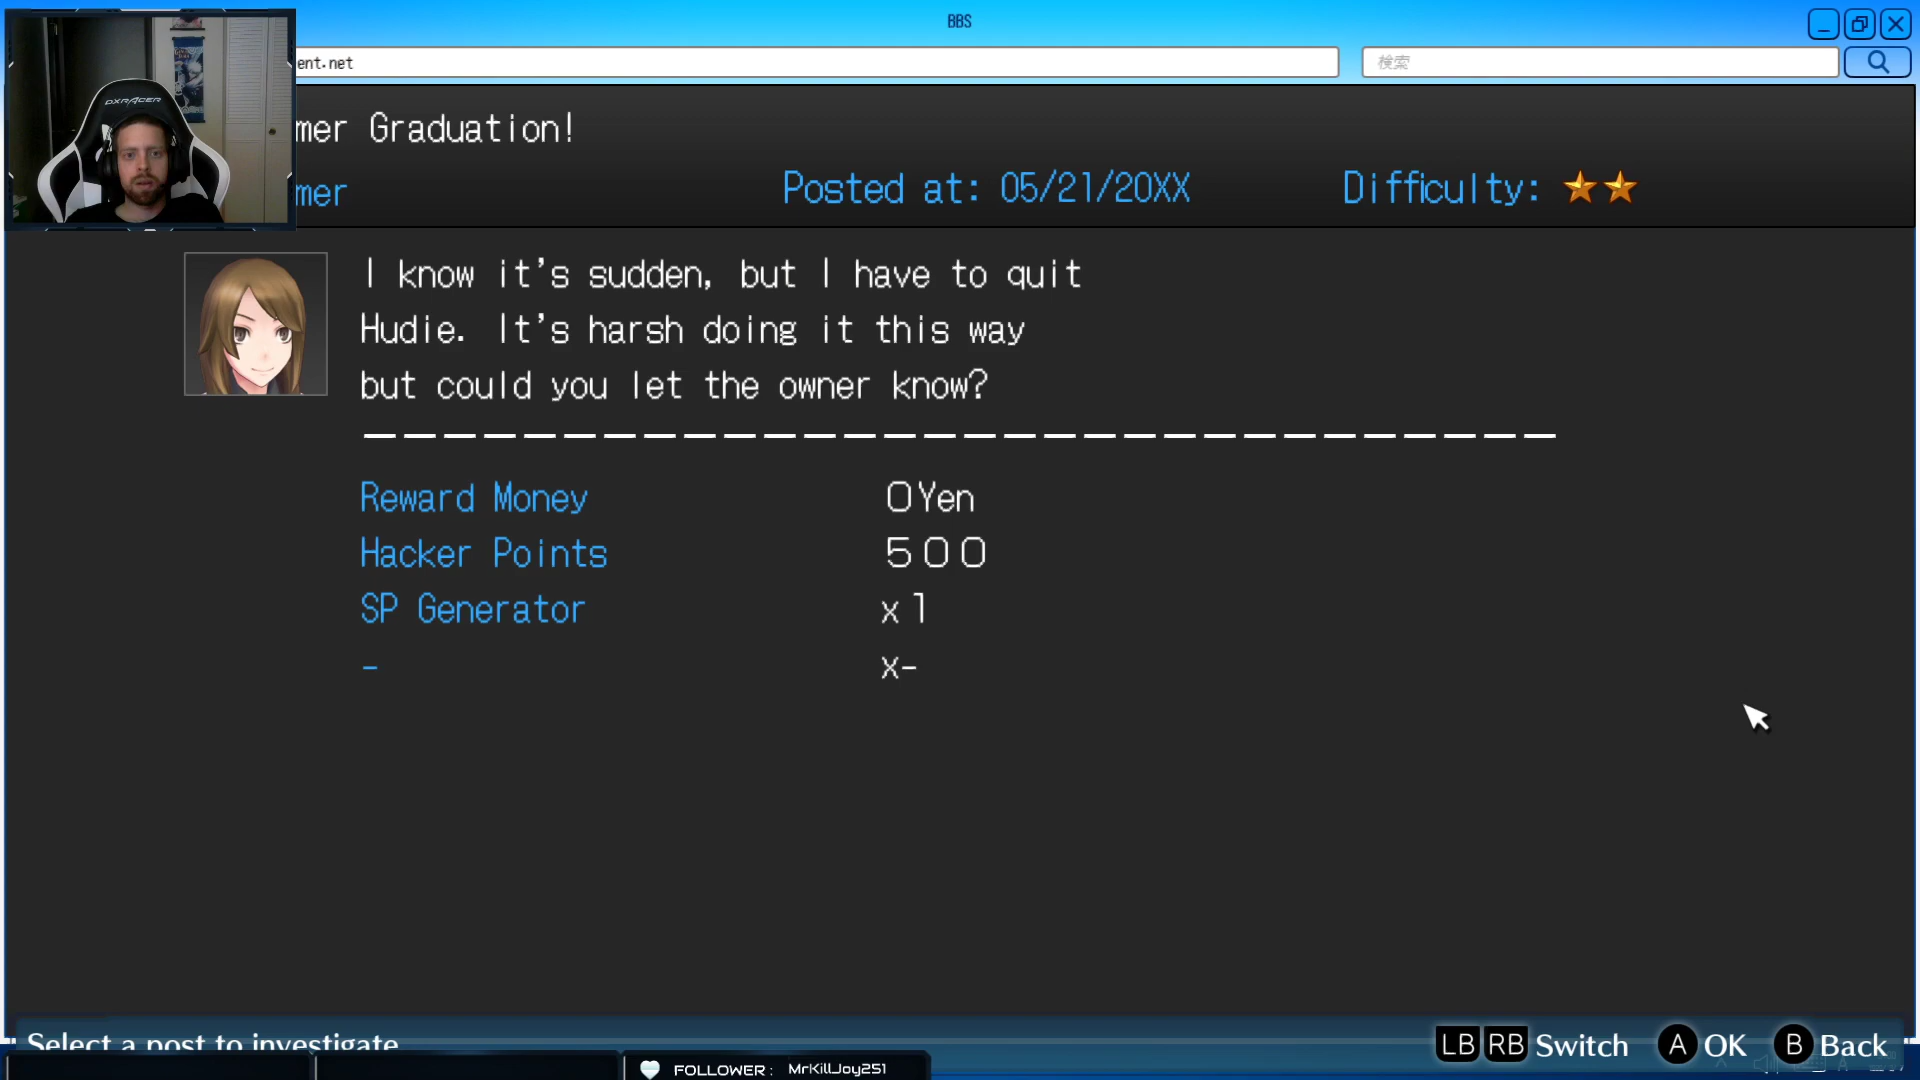 BBS
ent.net
検索
DXRACER
mer Graduation!
mer
Posted at: 05/21/20XX
Difficulty: ★★
I know it's sudden, but I have to quit
Hudie. It's harsh doing it this way
but could you let the owner know?
Reward Money 0Yen
Hacker Points 500
SP Generator x1
- x-
Select a post to investigate
LB RB Switch A OK B Back
FOLLOWER: MrKillJoy251